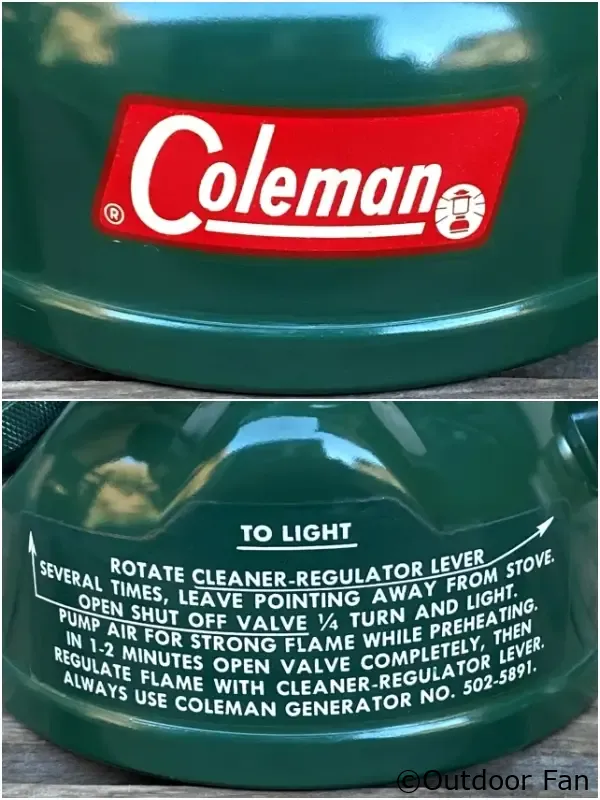 ® Coleman
TO LIGHT
ROTATE CLEANER-REGULATOR LEVER
SEVERAL TIMES, LEAVE POINTING AWAY FROM STOVE.
OPEN SHUT OFF VALVE ¼ TURN AND LIGHT.
PUMP AIR FOR STRONG FLAME WHILE PREHEATING.
IN 1-2 MINUTES OPEN VALVE COMPLETELY, THEN
REGULATE FLAME WITH CLEANER-REGULATOR LEVER.
ALWAYS USE COLEMAN GENERATOR NO. 502-5891.
©Outdoor Fan